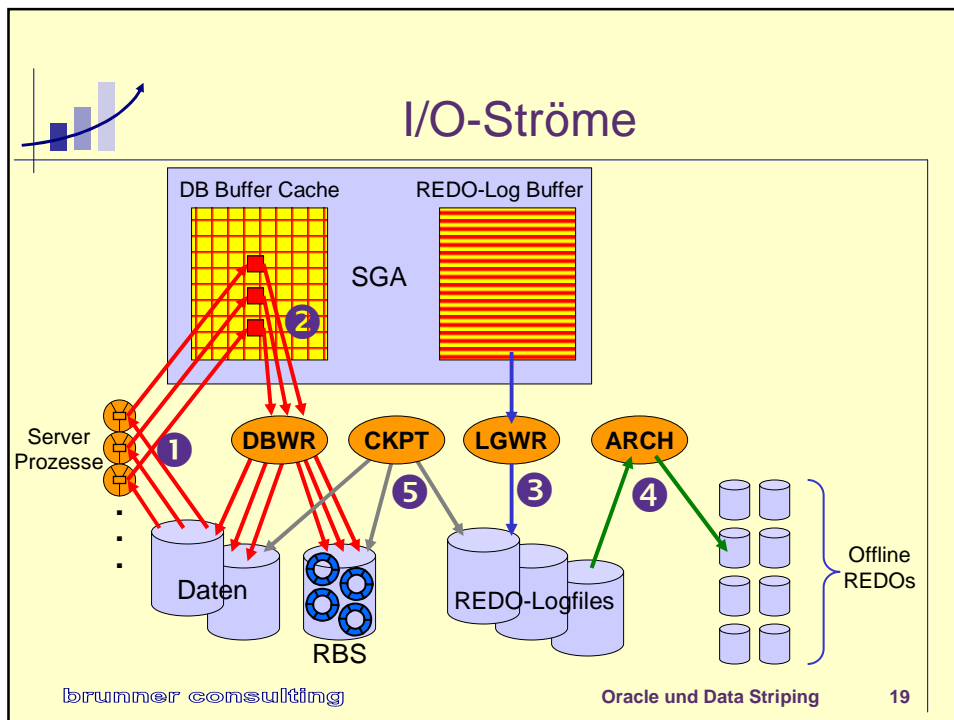 I/O-Ströme
DB Buffer Cache
REDO-Log Buffer
SGA
2
Server
Prozesse
1
DBWR
CKPT
LGWR
ARCH
5
3
4
Daten
RBS
REDO-Logfiles
Offline
REDOs
brunner consulting
Oracle und Data Striping
19